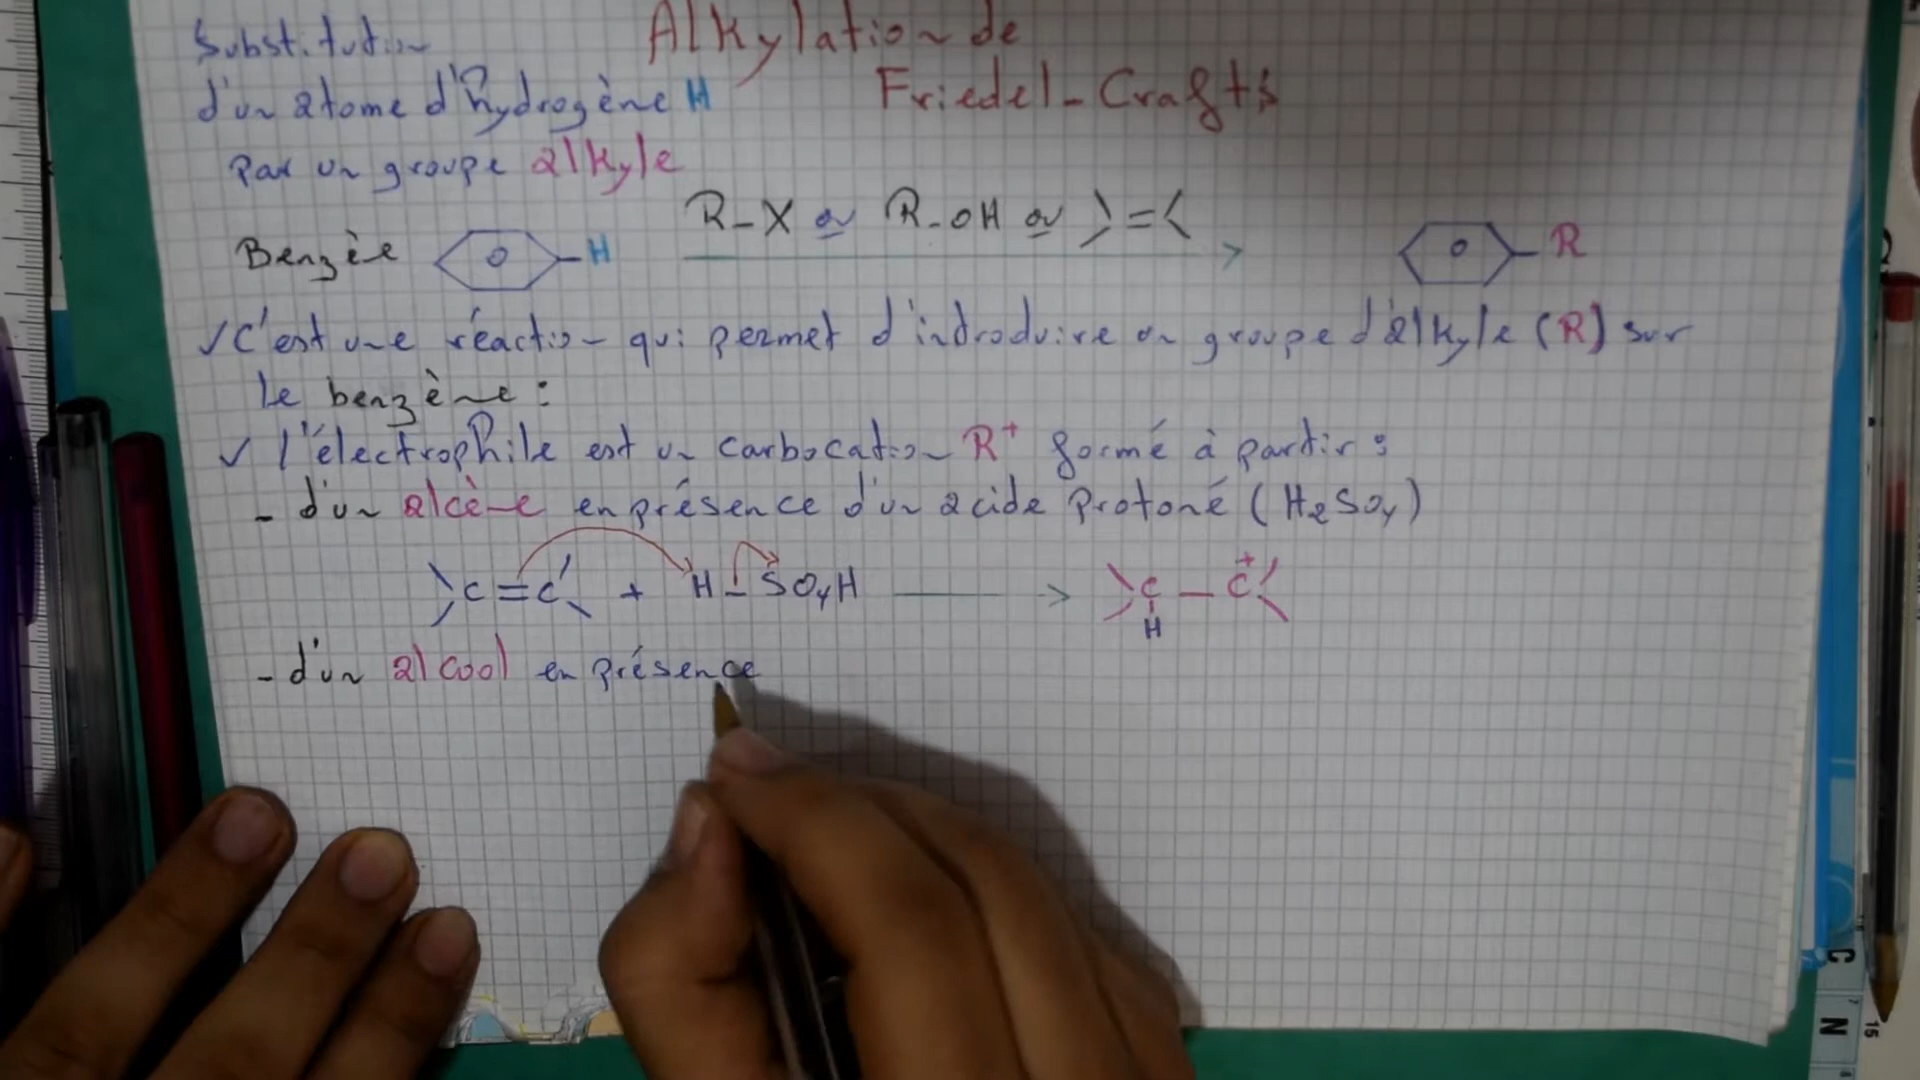 Alkylation de
Friedel-Crafts
Substitution
d'un atome d'hydrogène H
par un groupe alkyle
R-X ou R-OH ou >=<
Benzèe -H
-R
✓ C'est une réaction qui permet d'introduire un groupe d'alkyle (R) sur
le benzène :
✓ l'électrophile est un carbocation R⁺ formé à partir :
- d'un alcène en présence d'un acide protoné (H₂SO₄)
>C=C< + H-SO₄H → >C-C⁺<
H
- d'un alcool en présence
C
N
15